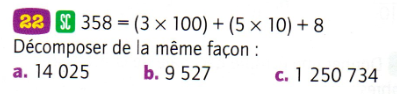 22 SC 358 = (3 × 100) + (5 × 10) + 8
Décomposer de la même façon :
a. 14 025 b. 9 527 c. 1 250 734